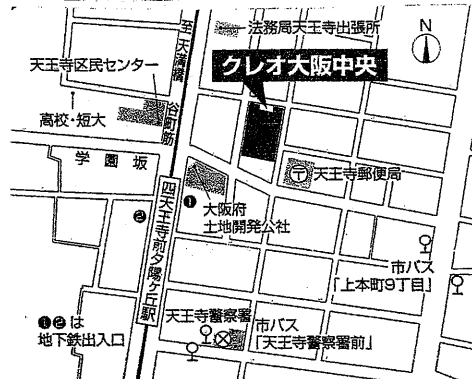 至天満橋
法務局天王寺出張所
N
天王寺区民センター
クレオ大阪中央
谷町筋
高校・短大
学園坂
〒天王寺郵便局
❶
大阪府
土地開発公社
❷
四天王寺前夕陽ヶ丘駅
市バス
「上本町9丁目」
❶❷は
地下鉄出入口
天王寺警察署
市バス
「天王寺警察署前」